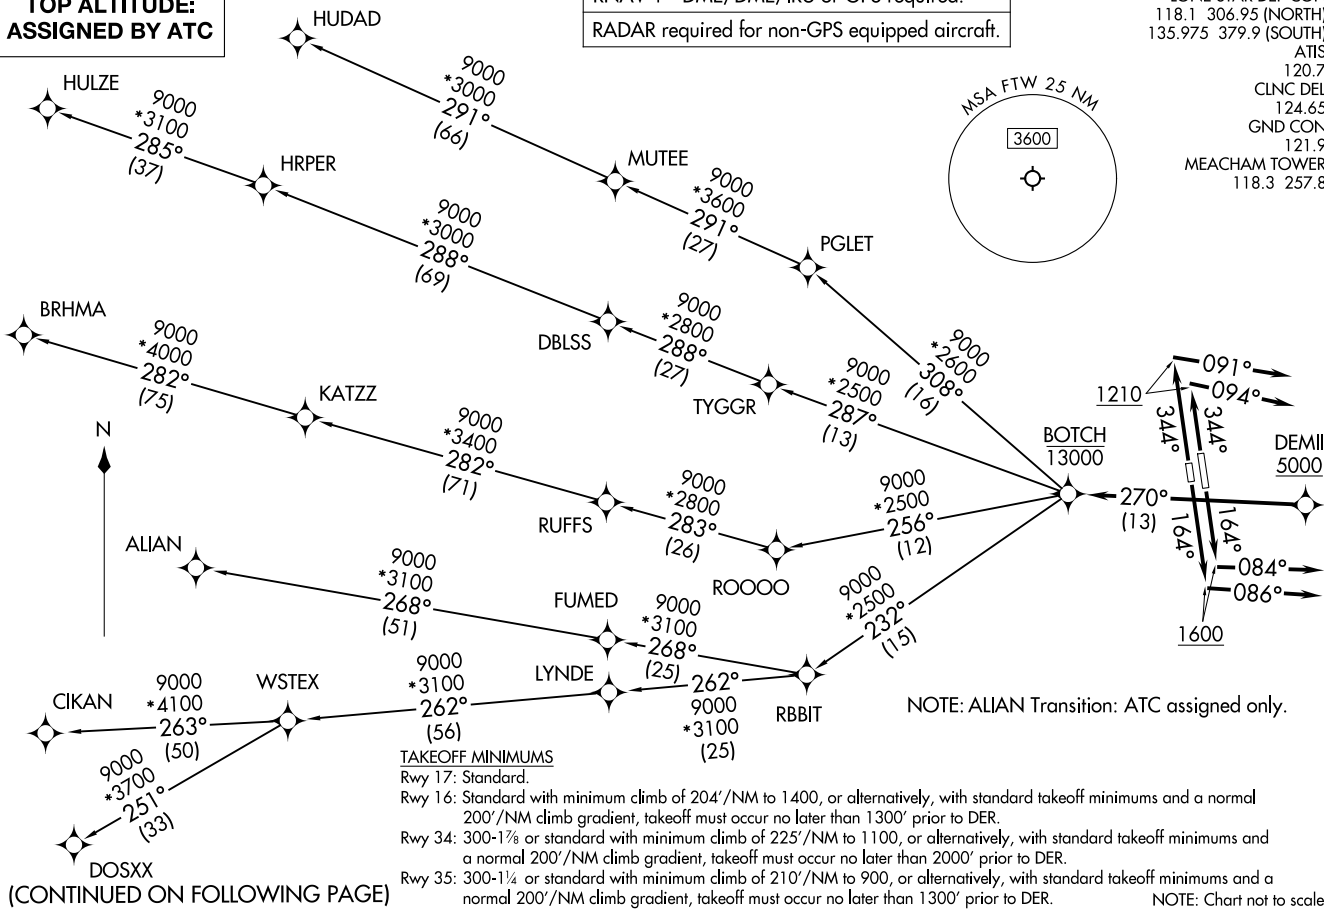 TOP ALTITUDE:
ASSIGNED BY ATC
RADAR required for non-GPS equipped aircraft.
118.1 306.95 (NORTH)
135.975 379.9 (SOUTH)
ATIS
120.7
CLNC DEL
124.65
GND CON
121.9
MEACHAM TOWER
118.3 257.8
MSA FTW 25 NM
3600
HUDAD
9000
*3000
291°
(66)
MUTEE
9000
*3600
291°
(27)
PGLET
9000
*2600
308°
(16)
HULZE
9000
*3100
285°
(37)
HRPER
9000
*3000
288°
(69)
DBLSS
9000
*2800
288°
(27)
TYGGR
9000
*2500
287°
(13)
BRHMA
9000
*4000
282°
(75)
KATZZ
9000
*3400
282°
(71)
RUFFS
9000
*2800
283°
(26)
ROOOO
9000
*2500
256°
(12)
BOTCH
13000
270°
(13)
DEMII
5000
1210
091°
094°
344°
344°
164°
164°
084°
086°
1600
N
ALIAN
9000
*3100
268°
(51)
FUMED
9000
*3100
268°
(25)
RBBIT
9000
*2500
232°
(15)
LYNDE
262°
9000
*3100
(25)
WSTEX
9000
*3100
262°
(56)
CIKAN
9000
*4100
263°
(50)
9000
*3700
251°
(33)
DOSXX
NOTE: ALIAN Transition: ATC assigned only.
TAKEOFF MINIMUMS
Rwy 17: Standard.
Rwy 16: Standard with minimum climb of 204'/NM to 1400, or alternatively, with standard takeoff minimums and a normal
200'/NM climb gradient, takeoff must occur no later than 1300' prior to DER.
Rwy 34: 300-1⅞ or standard with minimum climb of 225'/NM to 1100, or alternatively, with standard takeoff minimums and
a normal 200'/NM climb gradient, takeoff must occur no later than 2000' prior to DER.
Rwy 35: 300-1¼ or standard with minimum climb of 210'/NM to 900, or alternatively, with standard takeoff minimums and a
normal 200'/NM climb gradient, takeoff must occur no later than 1300' prior to DER.
(CONTINUED ON FOLLOWING PAGE)
NOTE: Chart not to scale